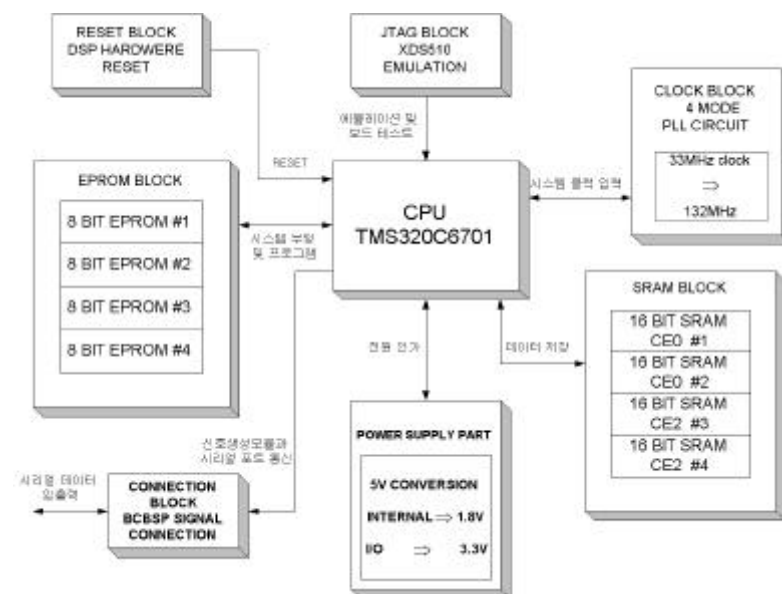 RESET BLOCK
DSP HARDWERE
RESET
JTAG BLOCK
XDS510
EMULATION
CLOCK BLOCK
4 MODE
PLL CIRCUIT
33MHz clock
⇒
132MHz
에뮬레이션 및
보드 테스트
RESET
EPROM BLOCK
8 BIT EPROM #1
8 BIT EPROM #2
8 BIT EPROM #3
8 BIT EPROM #4
시스템 부팅
및 프로그램
CPU
TMS320C6701
시스템 클럭 입력
SRAM BLOCK
16 BIT SRAM
CE0 #1
16 BIT SRAM
CE0 #2
16 BIT SRAM
CE2 #3
16 BIT SRAM
CE2 #4
전원 인가
데이터 저장
POWER SUPPLY PART
5V CONVERSION
INTERNAL ⇒ 1.8V
I/O ⇒ 3.3V
신호생성모듈과
시리얼 포트 통신
시리얼 데이터
입출력
CONNECTION
BLOCK
BCBSP SIGNAL
CONNECTION